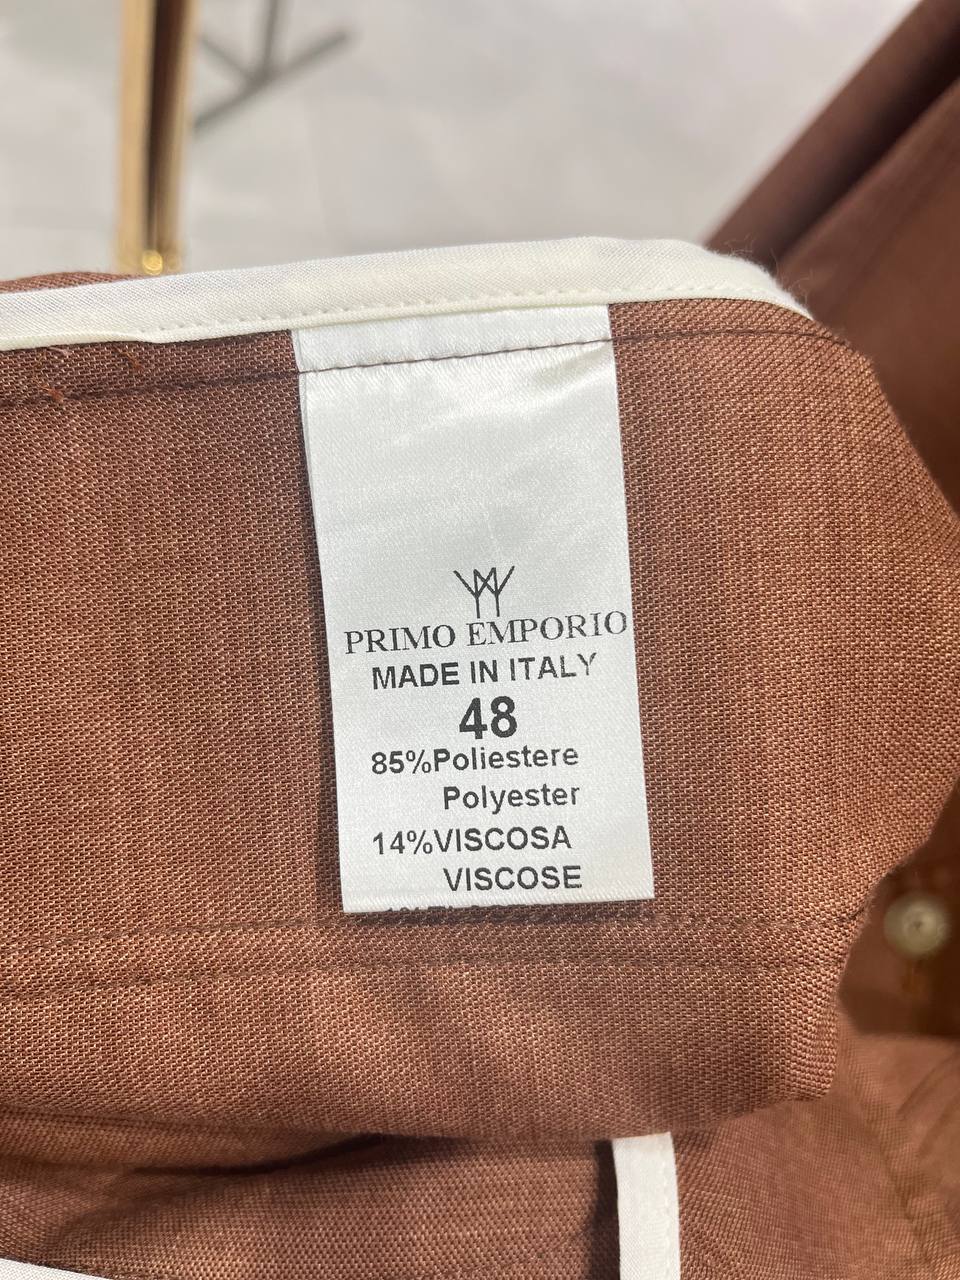 PRIMO EMPORIO
MADE IN ITALY
48
85%Poliestere
Polyester
14%VISCOSA
VISCOSE